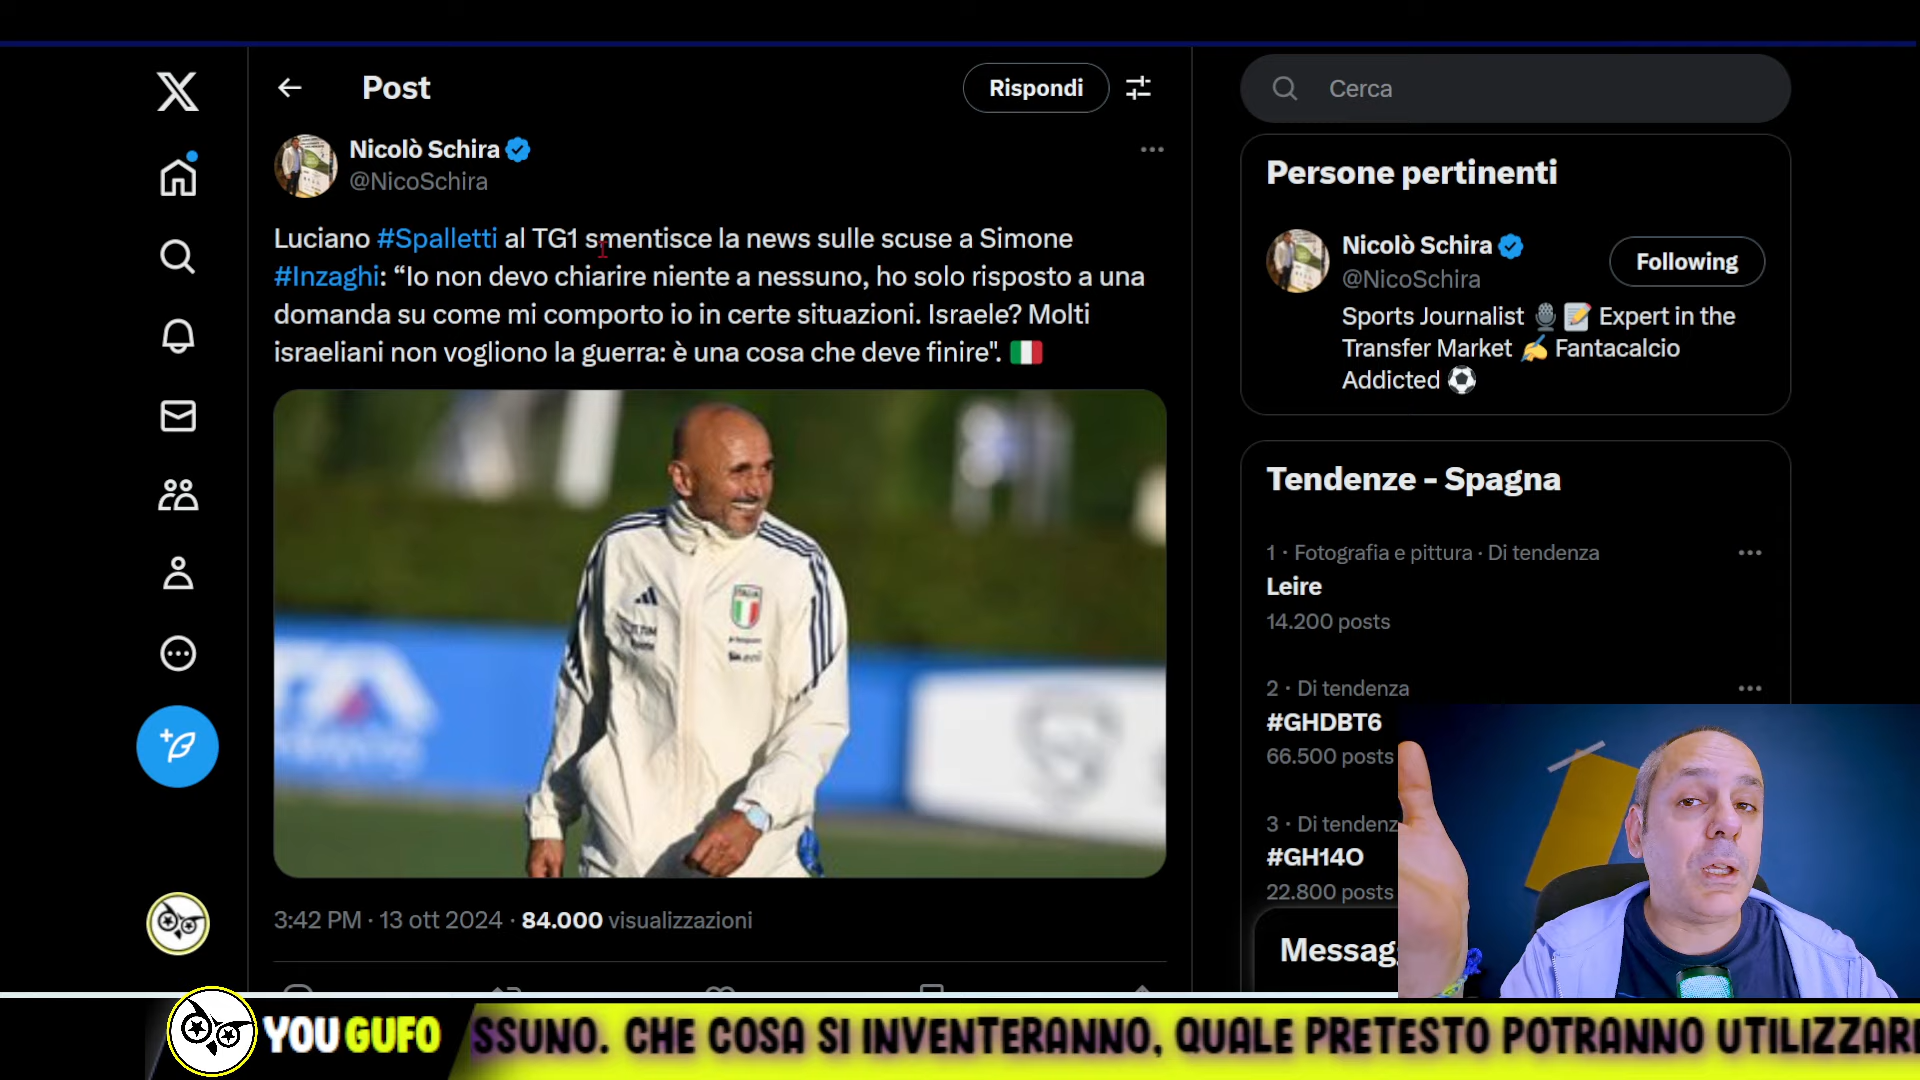 Post
Rispondi
Nicolò Schira
@NicoSchira
Luciano #Spalletti al TG1 smentisce la news sulle scuse a Simone
#Inzaghi: “Io non devo chiarire niente a nessuno, ho solo risposto a una
domanda su come mi comporto io in certe situazioni. Israele? Molti
israeliani non vogliono la guerra: è una cosa che deve finire".
ITALIA
3:42 PM · 13 ott 2024 · 84.000 visualizzazioni
Cerca
Persone pertinenti
Nicolò Schira
@NicoSchira
Following
Sports Journalist 🎙️📝 Expert in the
Transfer Market ✍️ Fantacalcio
Addicted ⚽
Tendenze - Spagna
1 · Fotografia e pittura · Di tendenza
Leire
14.200 posts
2 · Di tendenza
#GHDBT6
66.500 posts
3 · Di tendenz
#GH14O
22.800 posts
Messag
YOU GUFO
SSUNO. CHE COSA SI INVENTERANNO, QUALE PRETESTO POTRANNO UTILIZZAR